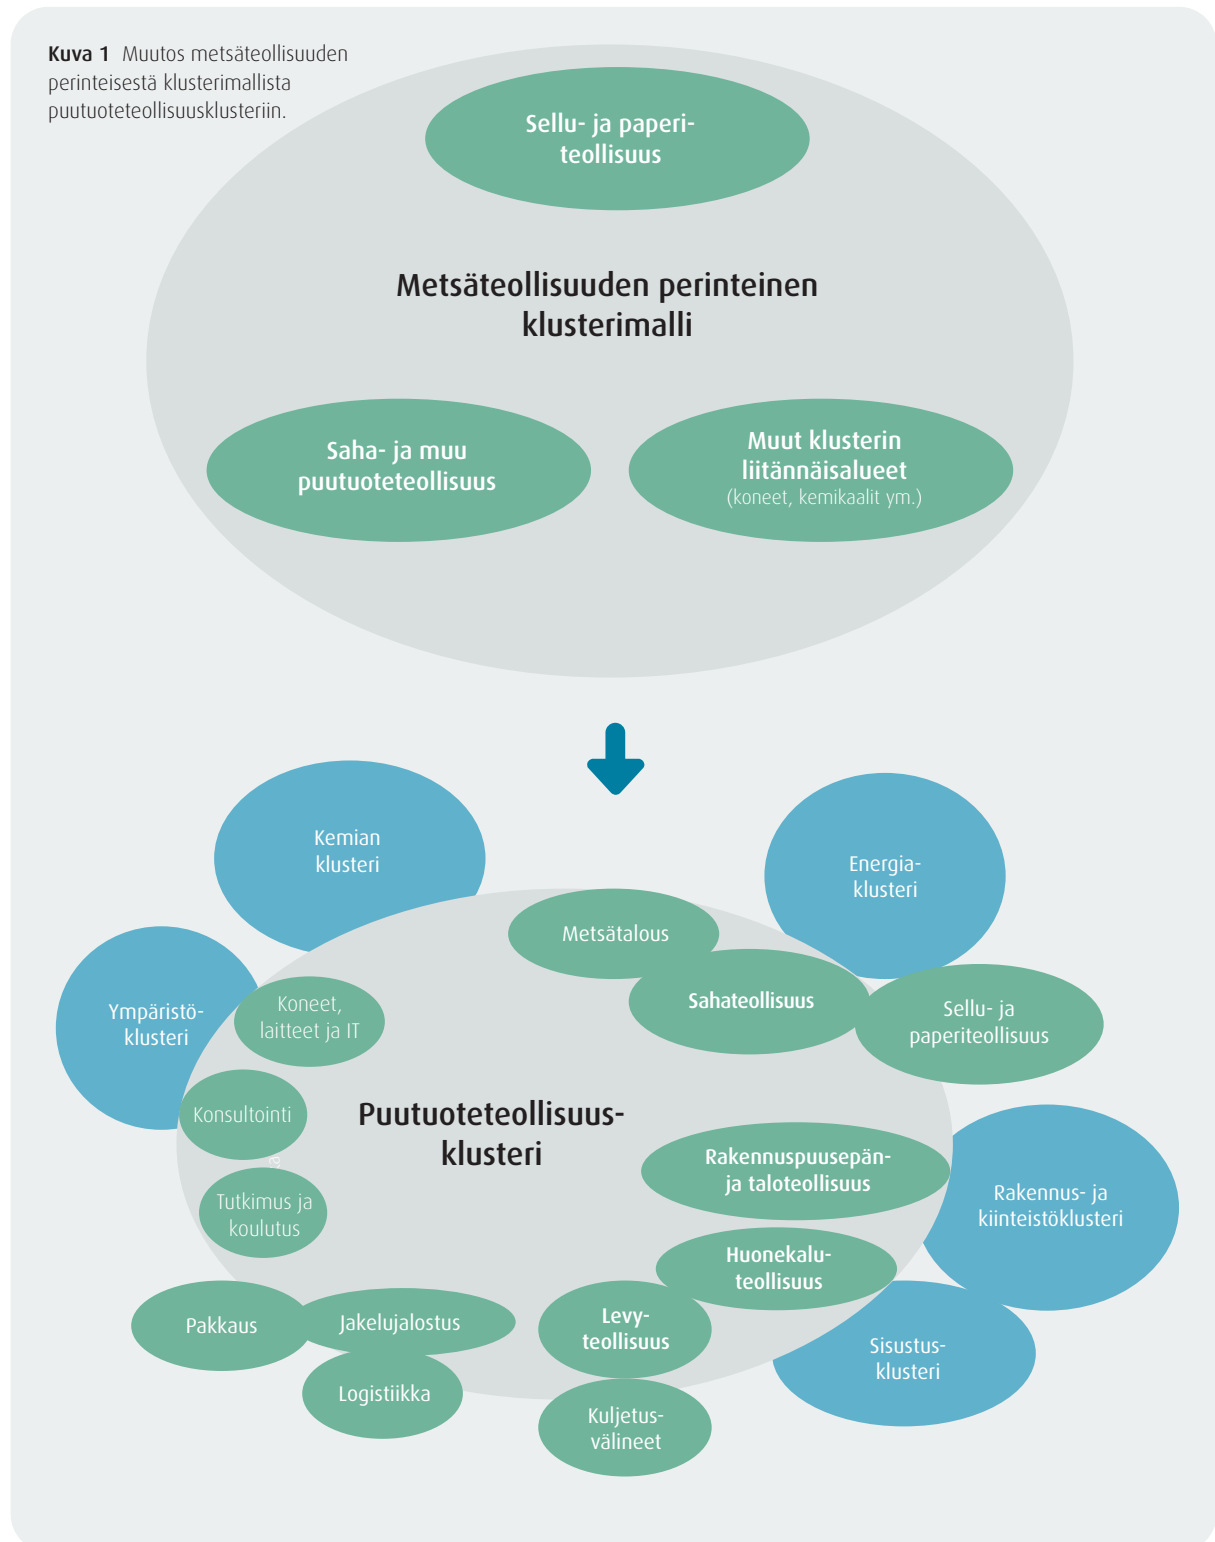 Kuva 1 Muutos metsäteollisuuden
perinteisestä klusterimallista
puutuoteteollisuusklusteriin.
Sellu- ja paperi-
teollisuus
Metsäteollisuuden perinteinen
klusterimalli
Saha- ja muu
puutuoteteollisuus
Muut klusterin
liitännäisalueet
(koneet, kemikaalit ym.)
Kemian
klusteri
Energia-
klusteri
Metsätalous
Sahateollisuus
Sellu- ja
paperiteollisuus
Ympäristö-
klusteri
Koneet,
laitteet ja IT
Konsultointi
Puutuoteteollisuus-
klusteri
Tutkimus ja
koulutus
Rakennuspuusepän-
ja taloteollisuus
Rakennus- ja
kiinteistöklusteri
Huonekalu-
teollisuus
Levy-
teollisuus
Sisustus-
klusteri
Pakkaus
Jakelujalostus
Logistiikka
Kuljetus-
välineet